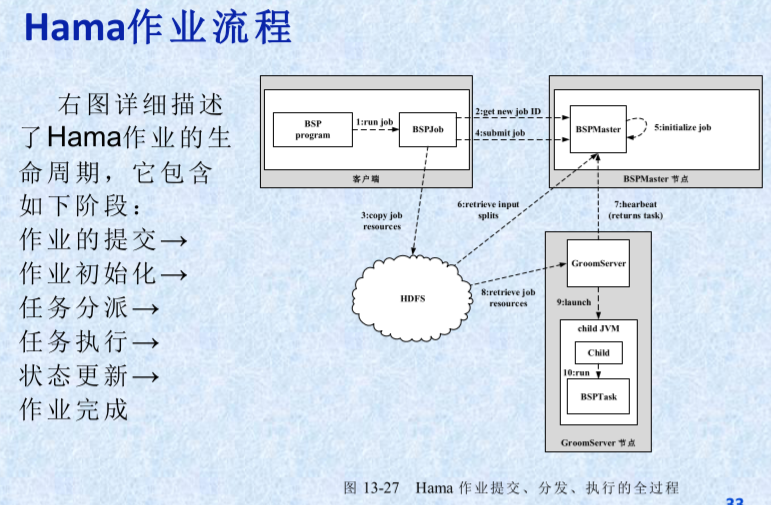 Hama作业流程
右图详细描述
了Hama作业的生
命周期，它包含
如下阶段：
作业的提交→
作业初始化→
任务分派→
任务执行→
状态更新→
作业完成
BSP
program
1:run job
BSPJob
客户端
2:get new job ID
4:submit job
BSPMaster
5:initialize job
BSPMaster 节点
3:copy job
resources
6:retrieve input
splits
7:hearbeat
(returns task)
HDFS
8:retrieve job
resources
GroomServer
9:launch
child JVM
Child
10:run
BSPTask
GroomServer 节点
图 13-27 Hama 作业提交、分发、执行的全过程
33